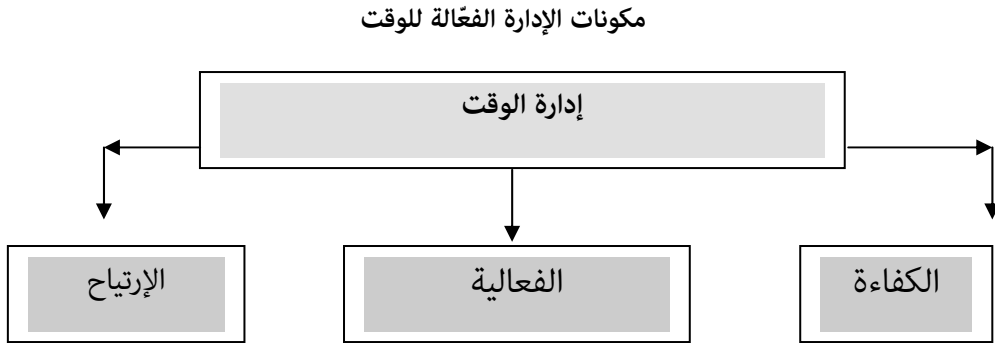 مكونات الإدارة الفعّالة للوقت
إدارة الوقت
الكفاءة
الفعالية
الإرتياح